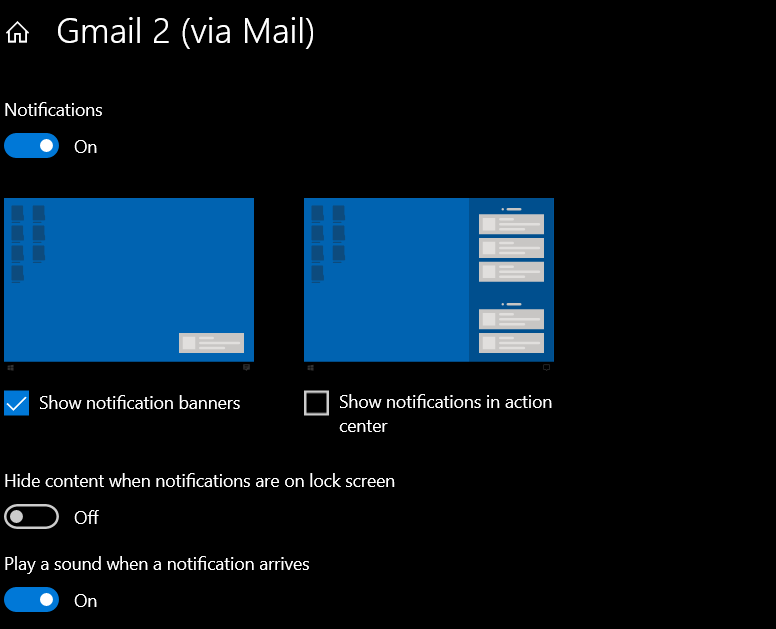 Gmail 2 (via Mail)
Notifications
On
Show notification banners
Show notifications in action
center
Hide content when notifications are on lock screen
Off
Play a sound when a notification arrives
On